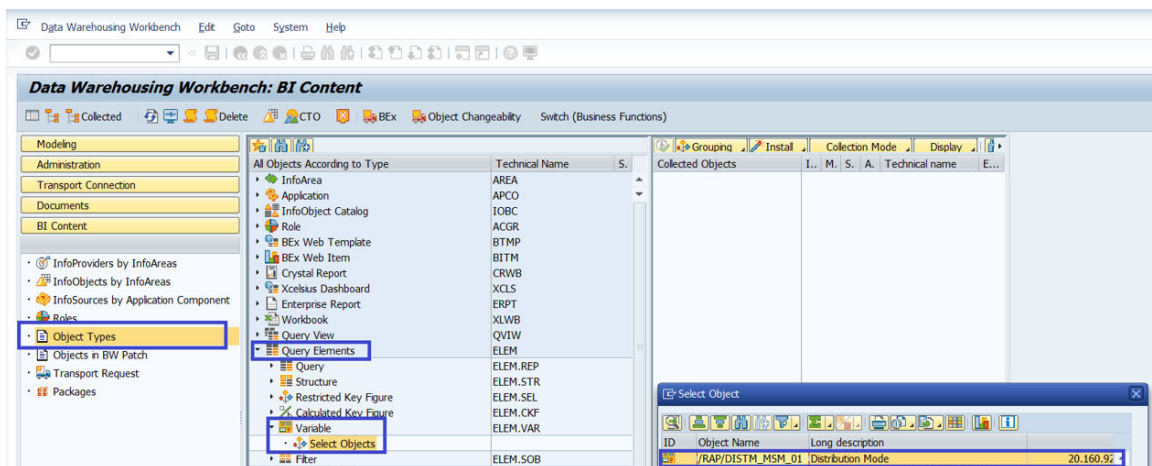 Data Warehousing Workbench Edit Goto System Help
Data Warehousing Workbench: BI Content
Collected Delete CTO BEx Object Changeability Switch (Business Functions)
Modeling
Administration
Transport Connection
Documents
BI Content
InfoProviders by InfoAreas
InfoObjects by InfoAreas
InfoSources by Application Component
Roles
Object Types
Objects in BW Patch
Transport Request
Packages
All Objects According to Type Technical Name S.
InfoArea AREA
Application APCO
InfoObject Catalog IOBC
Role ACGR
BEx Web Template BTMP
BEx Web Item BITM
Crystal Report CRWB
Xcelsius Dashboard XCLS
Enterprise Report ERPT
Workbook XLWB
Query View QVIW
Query Elements ELEM
Query ELEM.REP
Structure ELEM.STR
Restricted Key Figure ELEM.SEL
Calculated Key Figure ELEM.CKF
Variable ELEM.VAR
Select Objects
Filter ELEM.SOB
Grouping Install Collection Mode Display
Collected Objects I.. M. S. A. Technical name E...
Select Object
ID Object Name Long description
/RAP/DISTM_MSM_01 Distribution Mode 20.160.92